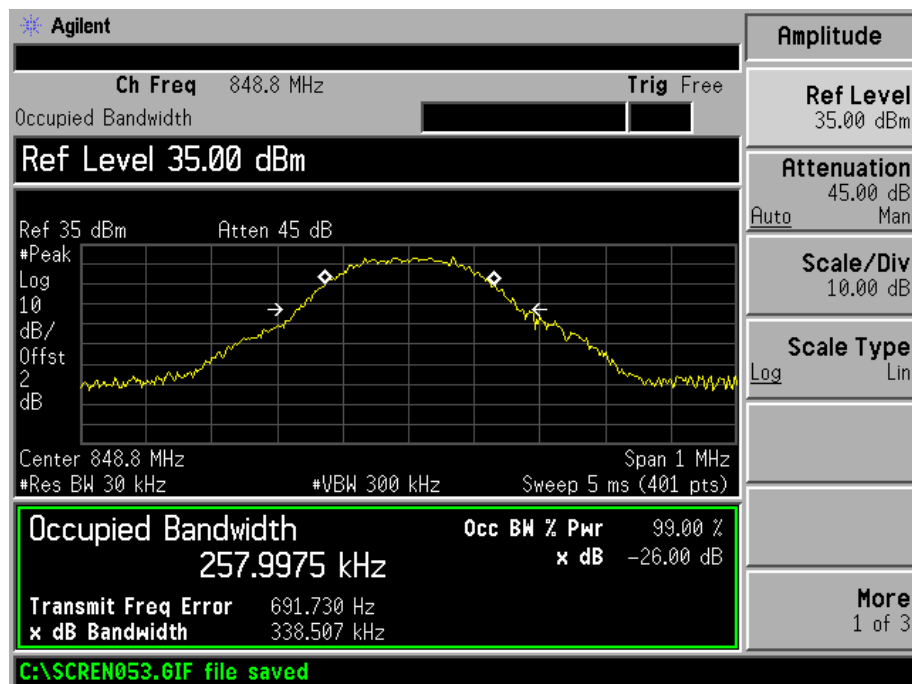 Agilent
Ch Freq 848.8 MHz Trig Free
Occupied Bandwidth
Ref Level 35.00 dBm
Ref 35 dBm Atten 45 dB
#Peak
Log
10
dB/
Offst
2
dB
Center 848.8 MHz Span 1 MHz
#Res BW 30 kHz #VBW 300 kHz Sweep 5 ms (401 pts)
Occupied Bandwidth
257.9975 kHz
Occ BW % Pwr 99.00 %
x dB -26.00 dB
Transmit Freq Error 691.730 Hz
x dB Bandwidth 338.507 kHz
C:\SCREN053.GIF file saved
Amplitude
Ref Level
35.00 dBm
Attenuation
45.00 dB
Auto Man
Scale/Div
10.00 dB
Scale Type
Log Lin
More
1 of 3